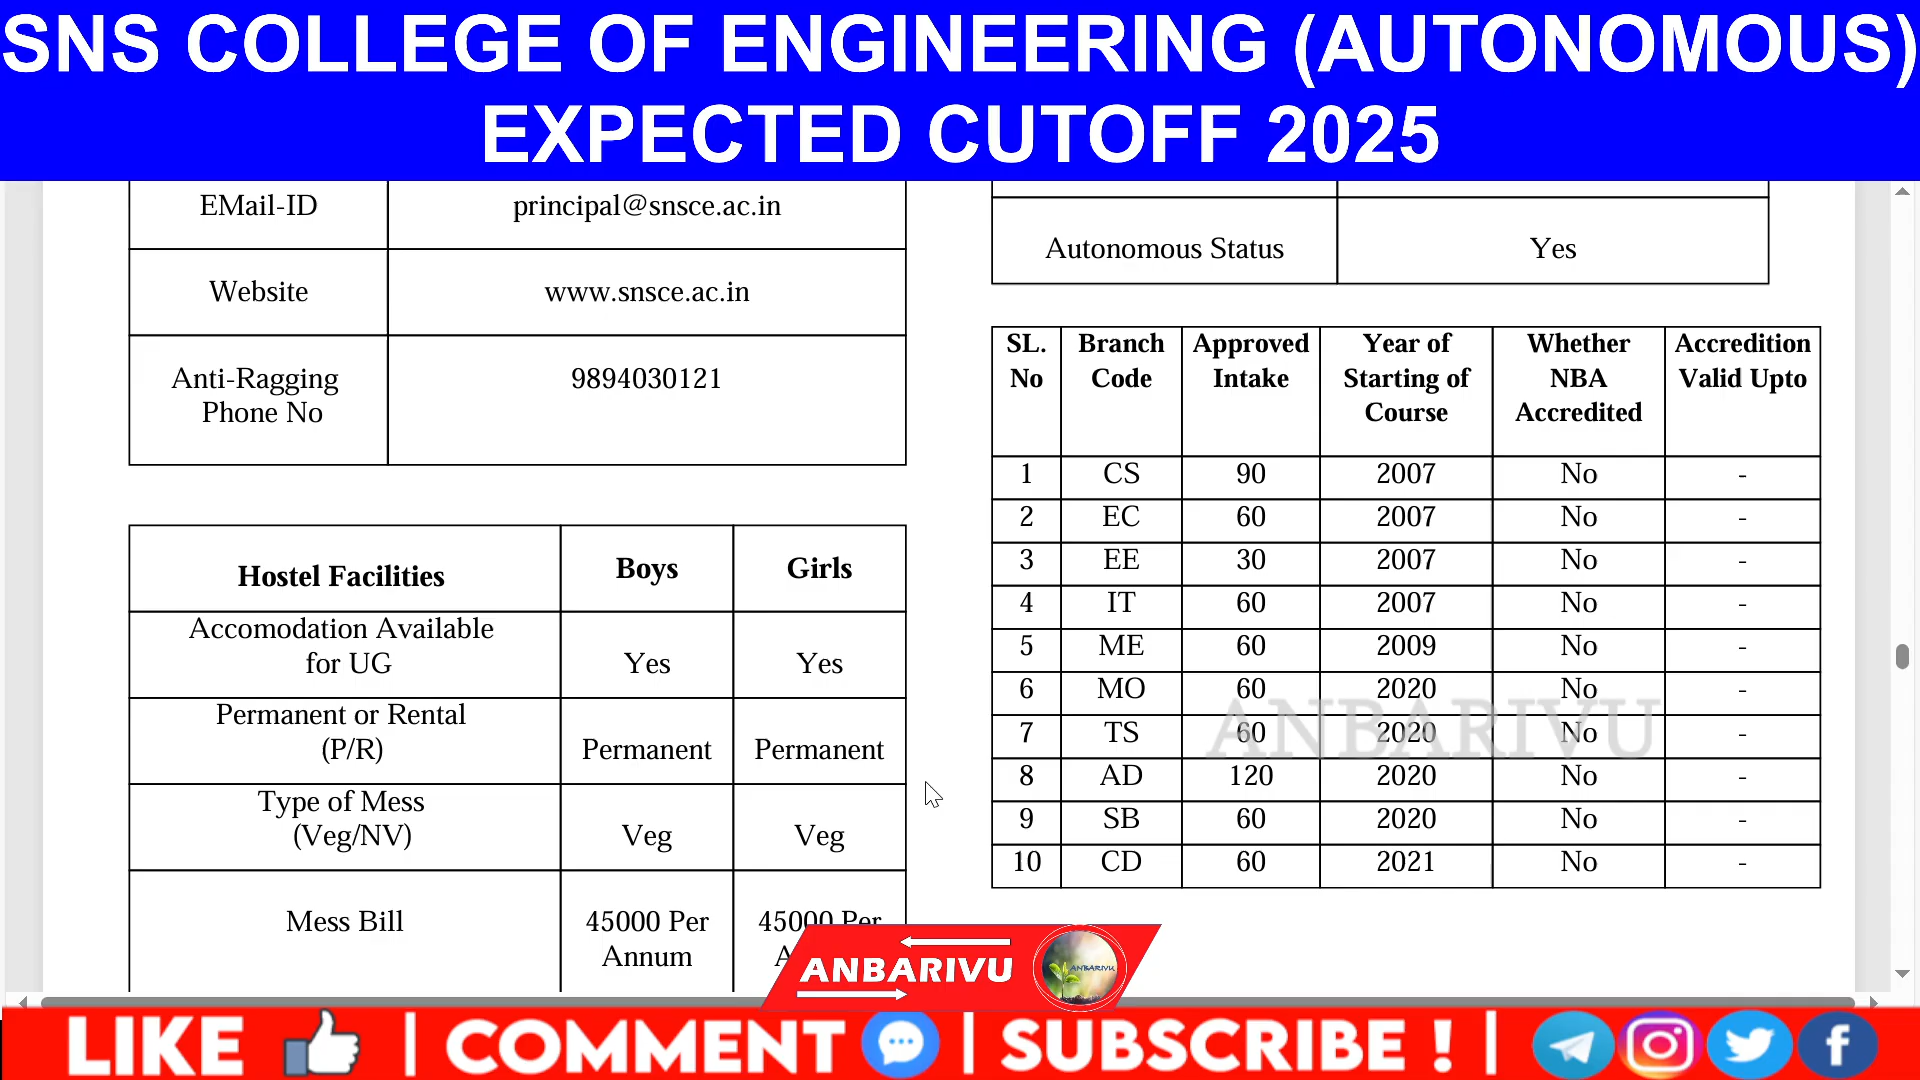 SNS COLLEGE OF ENGINEERING (AUTONOMOUS)
EXPECTED CUTOFF 2025
EMail-ID principal@snsce.ac.in
Website www.snsce.ac.in
Anti-Ragging Phone No 9894030121
Hostel Facilities Boys Girls
Accomodation Available for UG Yes Yes
Permanent or Rental (P/R) Permanent Permanent
Type of Mess (Veg/NV) Veg Veg
Mess Bill 45000 Per Annum 45000 Per
Autonomous Status Yes
SL. No Branch Code Approved Intake Year of Starting of Course Whether NBA Accredited Accredition Valid Upto
1 CS 90 2007 No -
2 EC 60 2007 No -
3 EE 30 2007 No -
4 IT 60 2007 No -
5 ME 60 2009 No -
6 MO 60 2020 No -
7 TS 60 2020 No -
8 AD 120 2020 No -
9 SB 60 2020 No -
10 CD 60 2021 No -
ANBARIVU
ANBARIVU
ANBARIVU
LIKE | COMMENT | SUBSCRIBE ! |